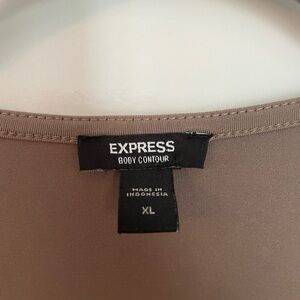 EXPRESS
BODY CONTOUR
MADE IN
INDONESIA
XL